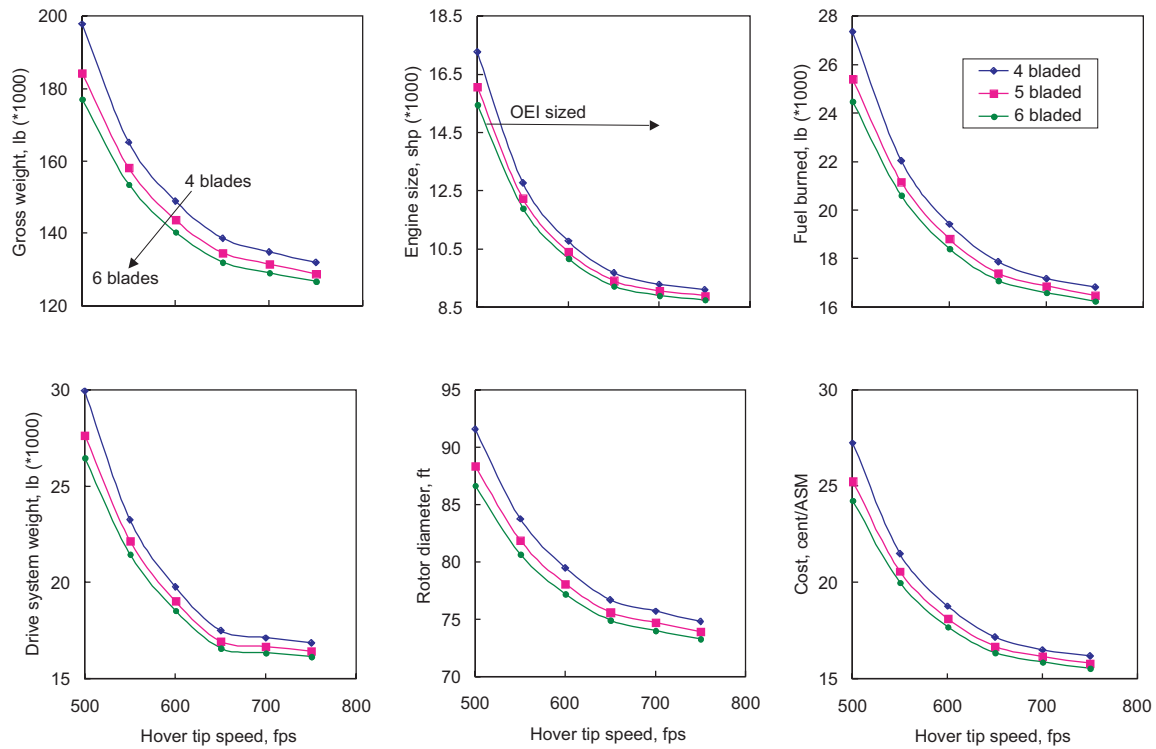 200
180
160
140
120
Gross weight, lb (*1000)
4 blades
6 blades
18.5
16.5
14.5
12.5
10.5
8.5
Engine size, shp (*1000)
OEI sized
28
26
24
22
20
18
16
Fuel burned, lb (*1000)
4 bladed
5 bladed
6 bladed
30
25
20
15
Drive system weight, lb (*1000)
500 600 700 800
Hover tip speed, fps
95
90
85
80
75
70
Rotor diameter, ft
500 600 700 800
Hover tip speed, fps
30
25
20
15
Cost, cent/ASM
500 600 700 800
Hover tip speed, fps